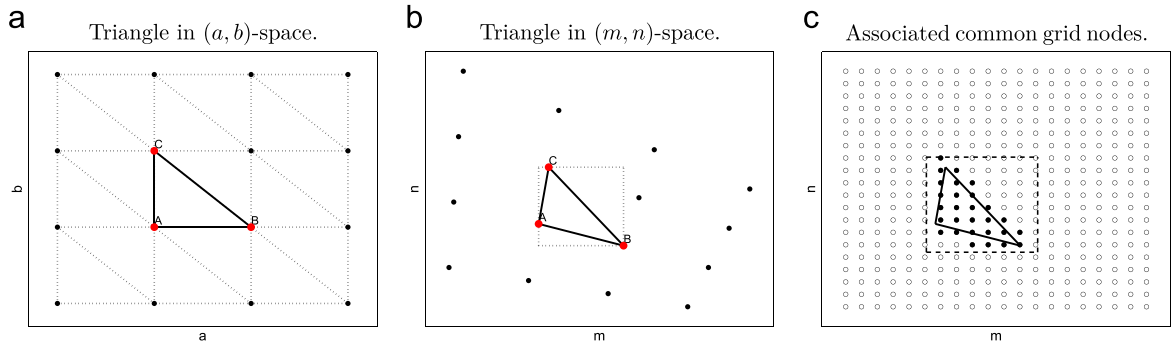 a
Triangle in (a, b)-space.
C
A
B
b
a
b
Triangle in (m, n)-space.
C
A
B
n
m
c
Associated common grid nodes.
n
m